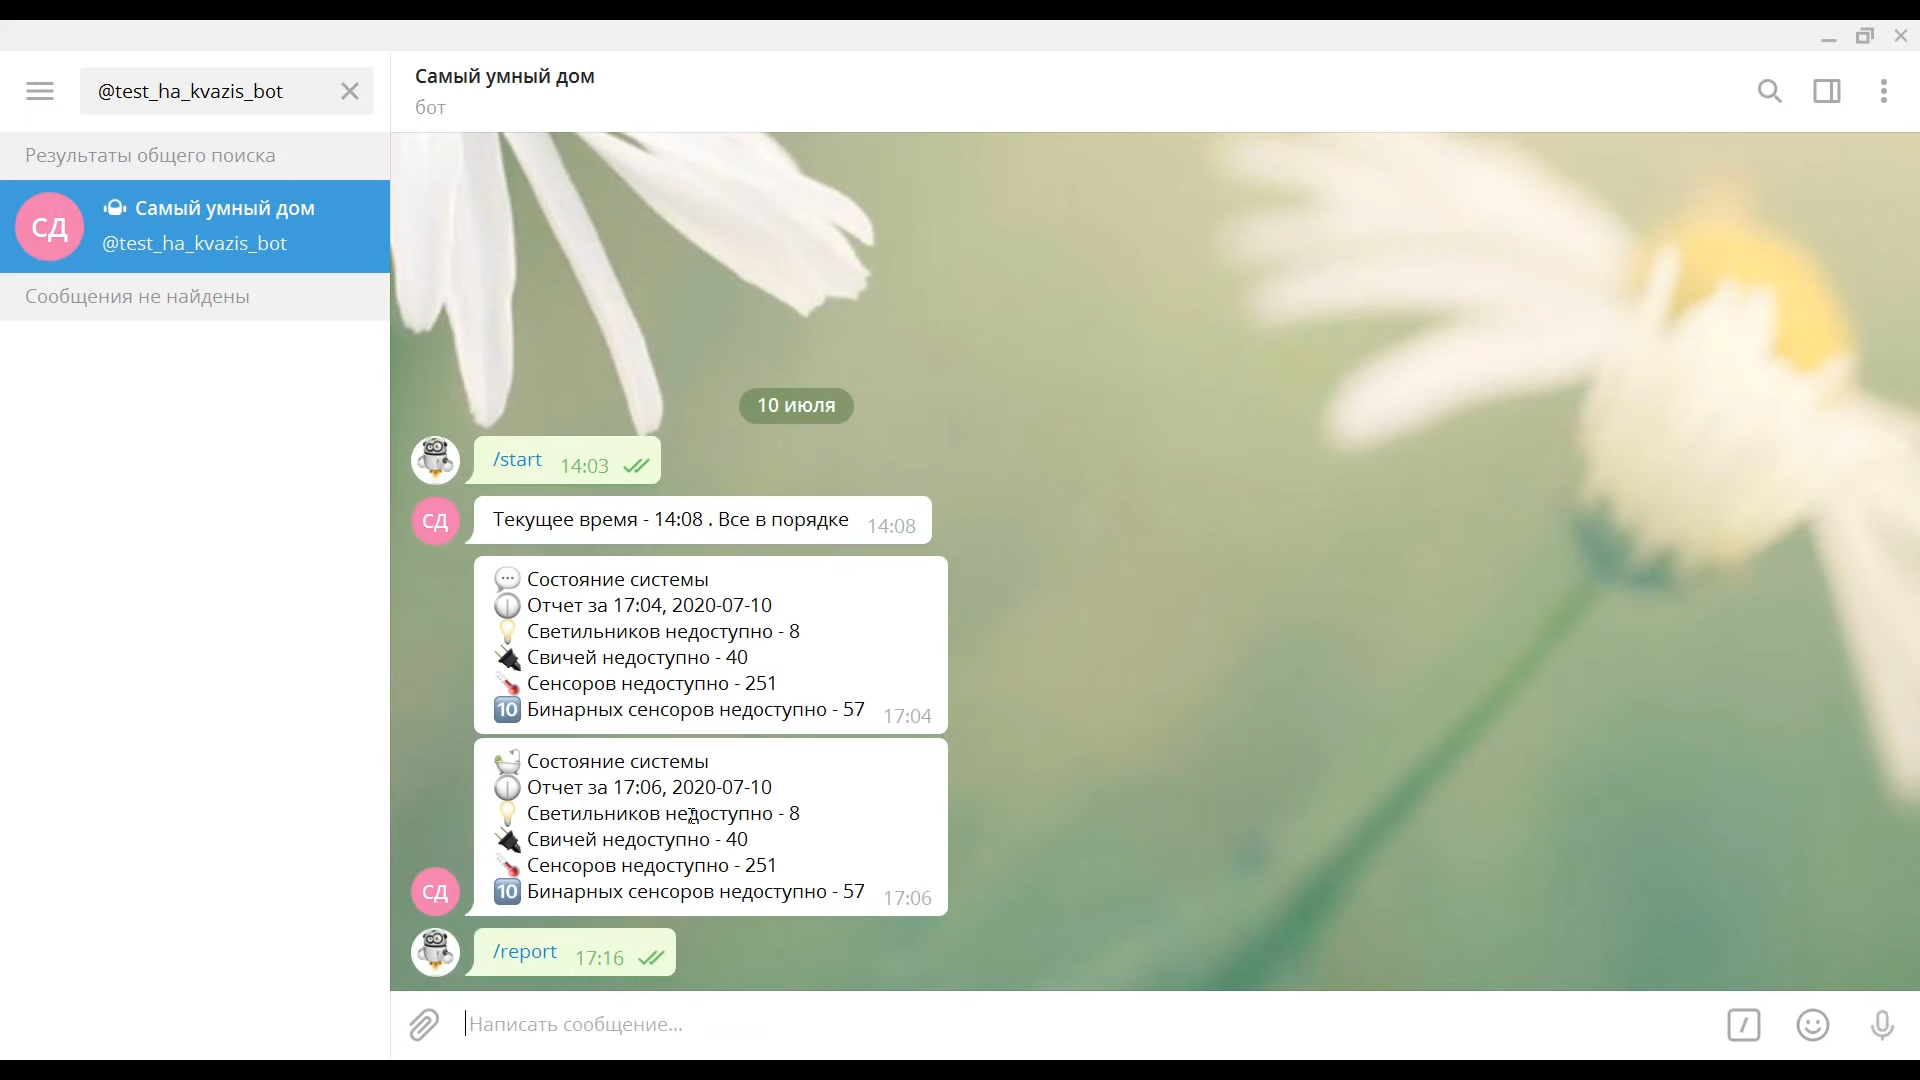 @test_ha_kvazis_bot
Результаты общего поиска
СД
Самый умный дом
@test_ha_kvazis_bot
Сообщения не найдены
Самый умный дом
бот
10 июля
/start 14:03
СД
Текущее время - 14:08 . Все в порядке 14:08
Состояние системы
Отчет за 17:04, 2020-07-10
Светильников недоступно - 8
Свичей недоступно - 40
Сенсоров недоступно - 251
10 Бинарных сенсоров недоступно - 57 17:04
Состояние системы
Отчет за 17:06, 2020-07-10
Светильников недоступно - 8
Свичей недоступно - 40
Сенсоров недоступно - 251
СД
10 Бинарных сенсоров недоступно - 57 17:06
/report 17:16
Написать сообщение...